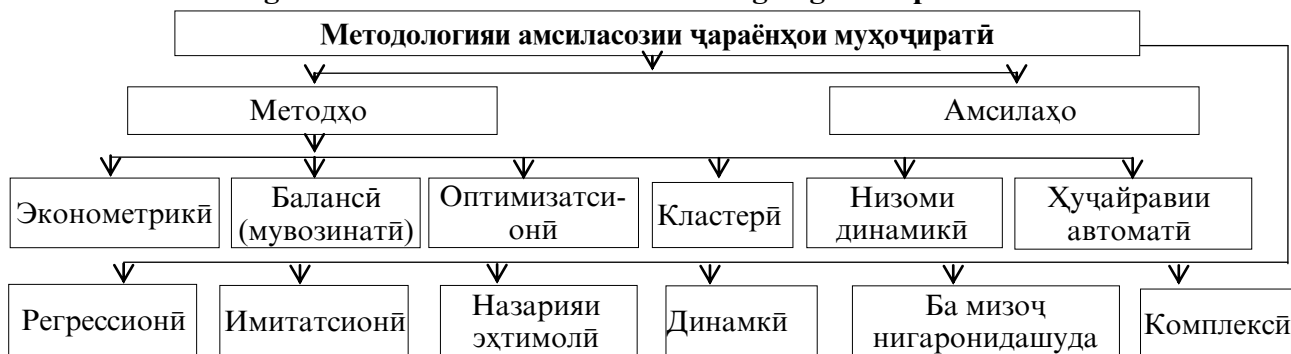 Методологияи амсиласозии ҷараёнҳои муҳоҷиратӣ
Методҳо
Амсилаҳо
Эконометрикӣ
Балансӣ
(мувозинатӣ)
Оптимизатси-
онӣ
Кластерӣ
Низоми
динамикӣ
Ҳуҷайравии
автоматӣ
Регрессионӣ
Имитатсионӣ
Назарияи
эҳтимолӣ
Динамкӣ
Ба мизоҷ
нигаронидашуда
Комплексӣ